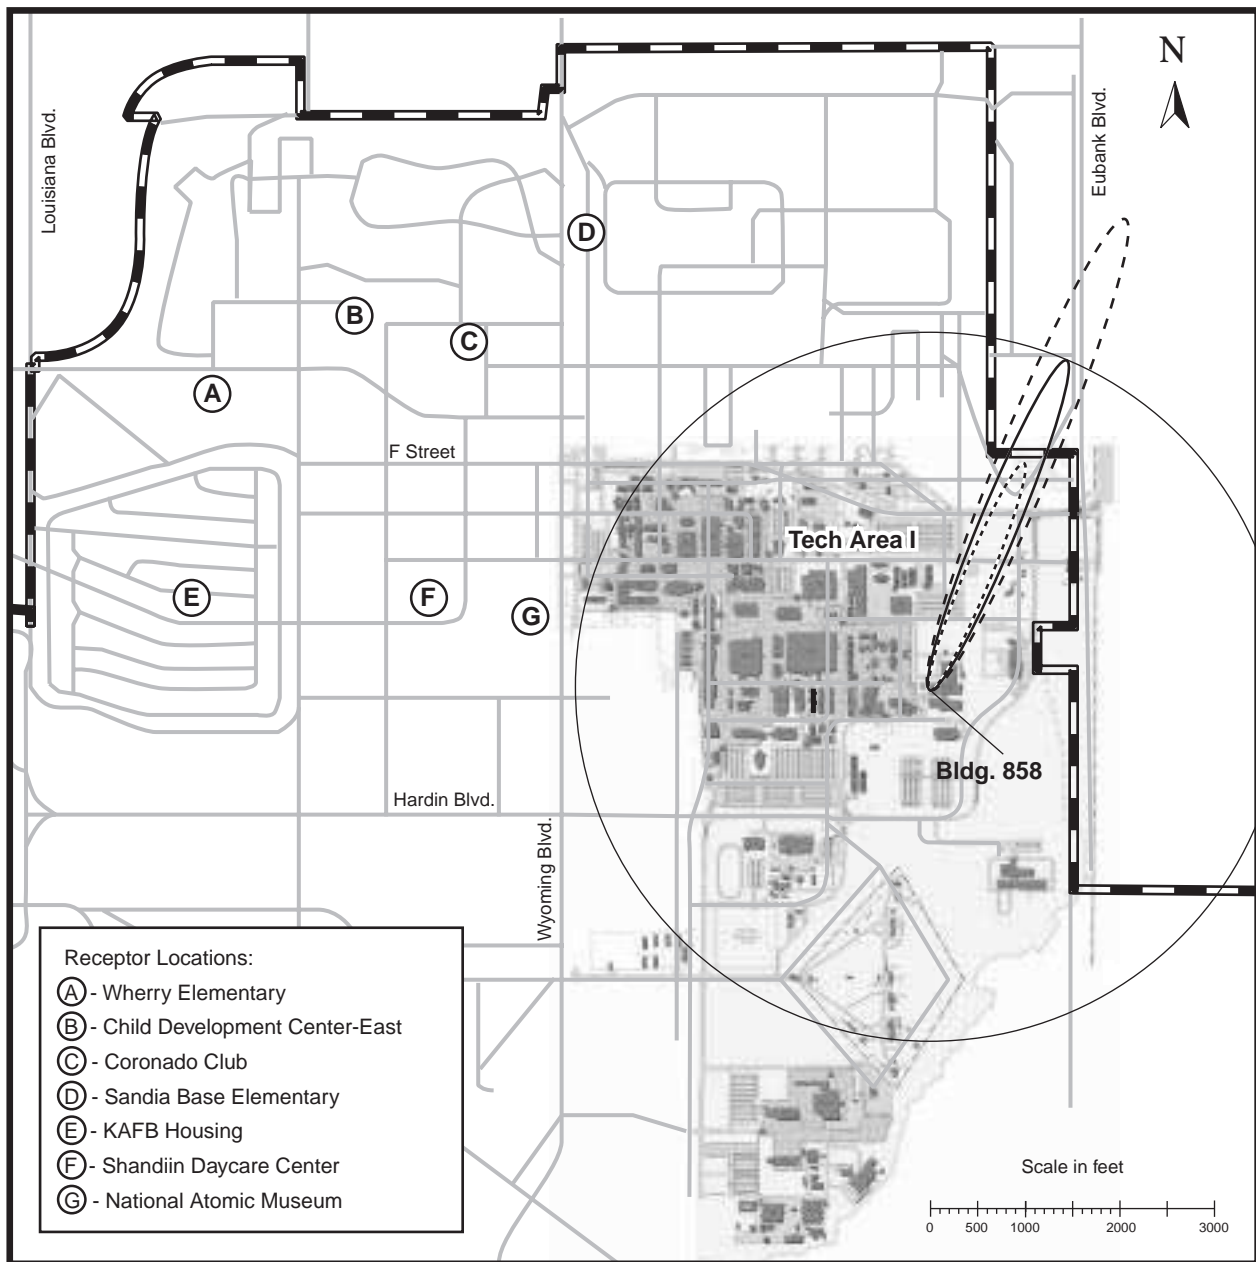 N
Louisiana Blvd.
Eubank Blvd.
D
B
C
A
F Street
Tech Area I
E
F
G
Bldg. 858
Hardin Blvd.
Wyoming Blvd.
Receptor Locations:
A - Wherry Elementary
B - Child Development Center-East
C - Coronado Club
D - Sandia Base Elementary
E - KAFB Housing
F - Shandiin Daycare Center
G - National Atomic Museum
Scale in feet
0 500 1000 2000 3000